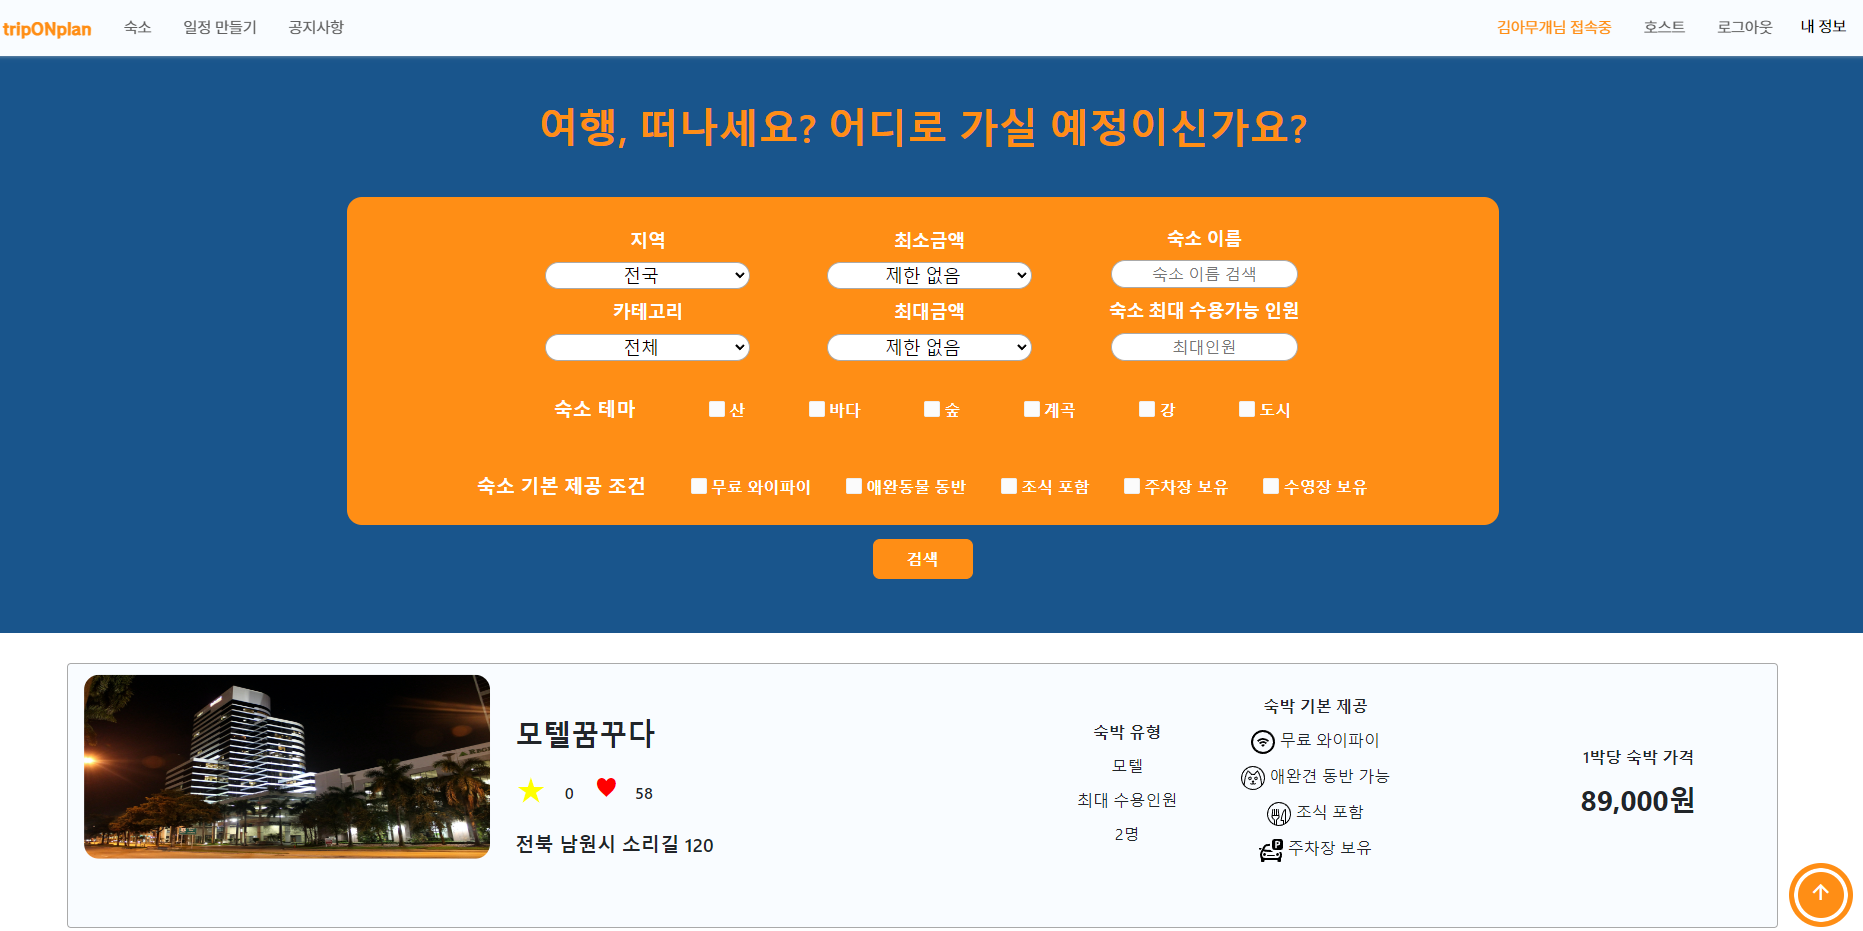 tripONplan 숙소 일정 만들기 공지사항 김아무개님 접속중 호스트 로그아웃 내 정보
여행, 떠나세요? 어디로 가실 예정이신가요?
지역 최소금액 숙소 이름
전국 제한 없음 숙소 이름 검색
카테고리 최대금액 숙소 최대 수용가능 인원
전체 제한 없음 최대인원
숙소 테마 산 바다 숲 계곡 강 도시
숙소 기본 제공 조건 무료 와이파이 애완동물 동반 조식 포함 주차장 보유 수영장 보유
검색
모텔꿈꾸다
0 58
전북 남원시 소리길 120
숙박 유형
모텔
최대 수용인원
2명
숙박 기본 제공
무료 와이파이
애완견 동반 가능
조식 포함
P 주차장 보유
1박당 숙박 가격
89,000원